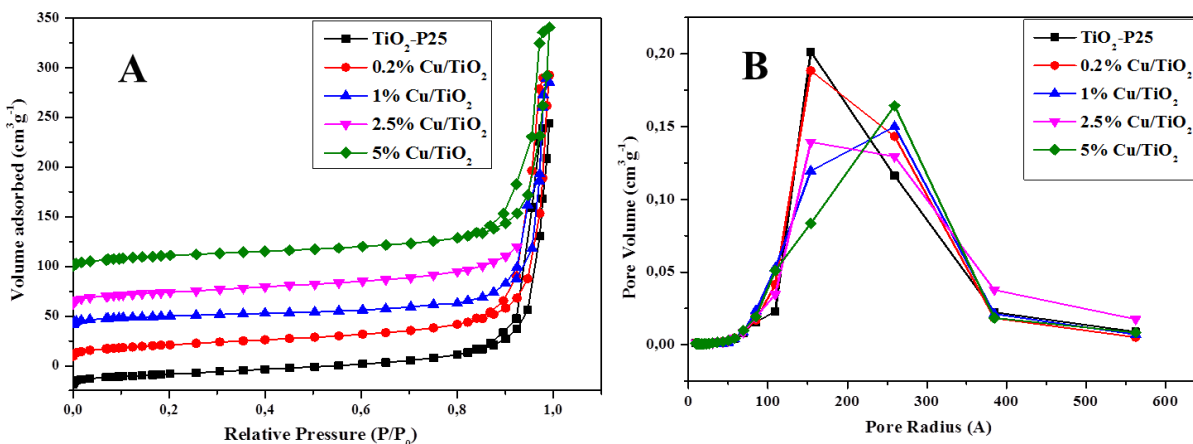 A
TiO₂-P25
0.2% Cu/TiO₂
1% Cu/TiO₂
2.5% Cu/TiO₂
5% Cu/TiO₂
Volume adsorbed (cm³g⁻¹)
350
300
250
200
150
100
50
0
0,0 0,2 0,4 0,6 0,8 1,0
Relative Pressure (P/P₀)
B
TiO₂-P25
0.2% Cu/TiO₂
1% Cu/TiO₂
2.5% Cu/TiO₂
5% Cu/TiO₂
Pore Volume (cm³g⁻¹)
0,20
0,15
0,10
0,05
0,00
0 100 200 300 400 500 600
Pore Radius (A)